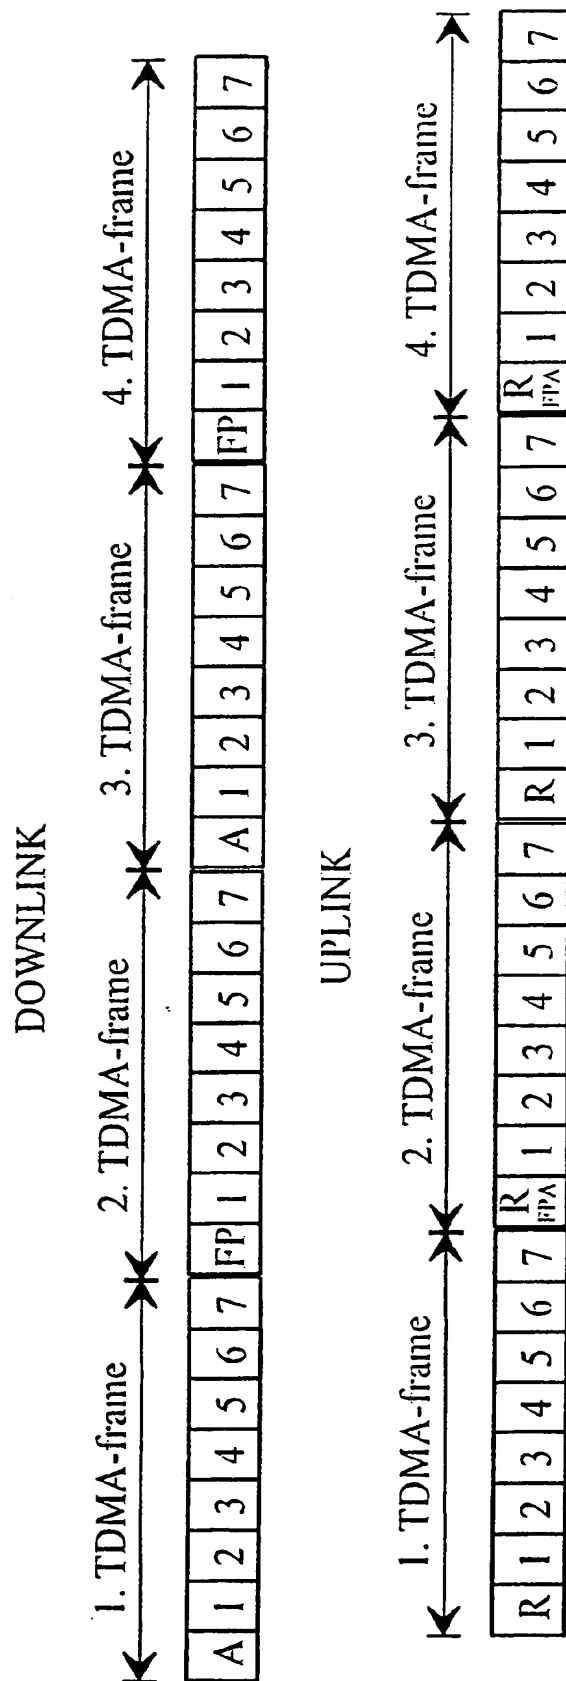 DOWNLINK
1. TDMA-frame 2. TDMA-frame 3. TDMA-frame 4. TDMA-frame
A 1 2 3 4 5 6 7 FP 1 2 3 4 5 6 7 A 1 2 3 4 5 6 7 FP 1 2 3 4 5 6 7
UPLINK
1. TDMA-frame 2. TDMA-frame 3. TDMA-frame 4. TDMA-frame
R 1 2 3 4 5 6 7 R FPA 1 2 3 4 5 6 7 R 1 2 3 4 5 6 7 R FPA 1 2 3 4 5 6 7